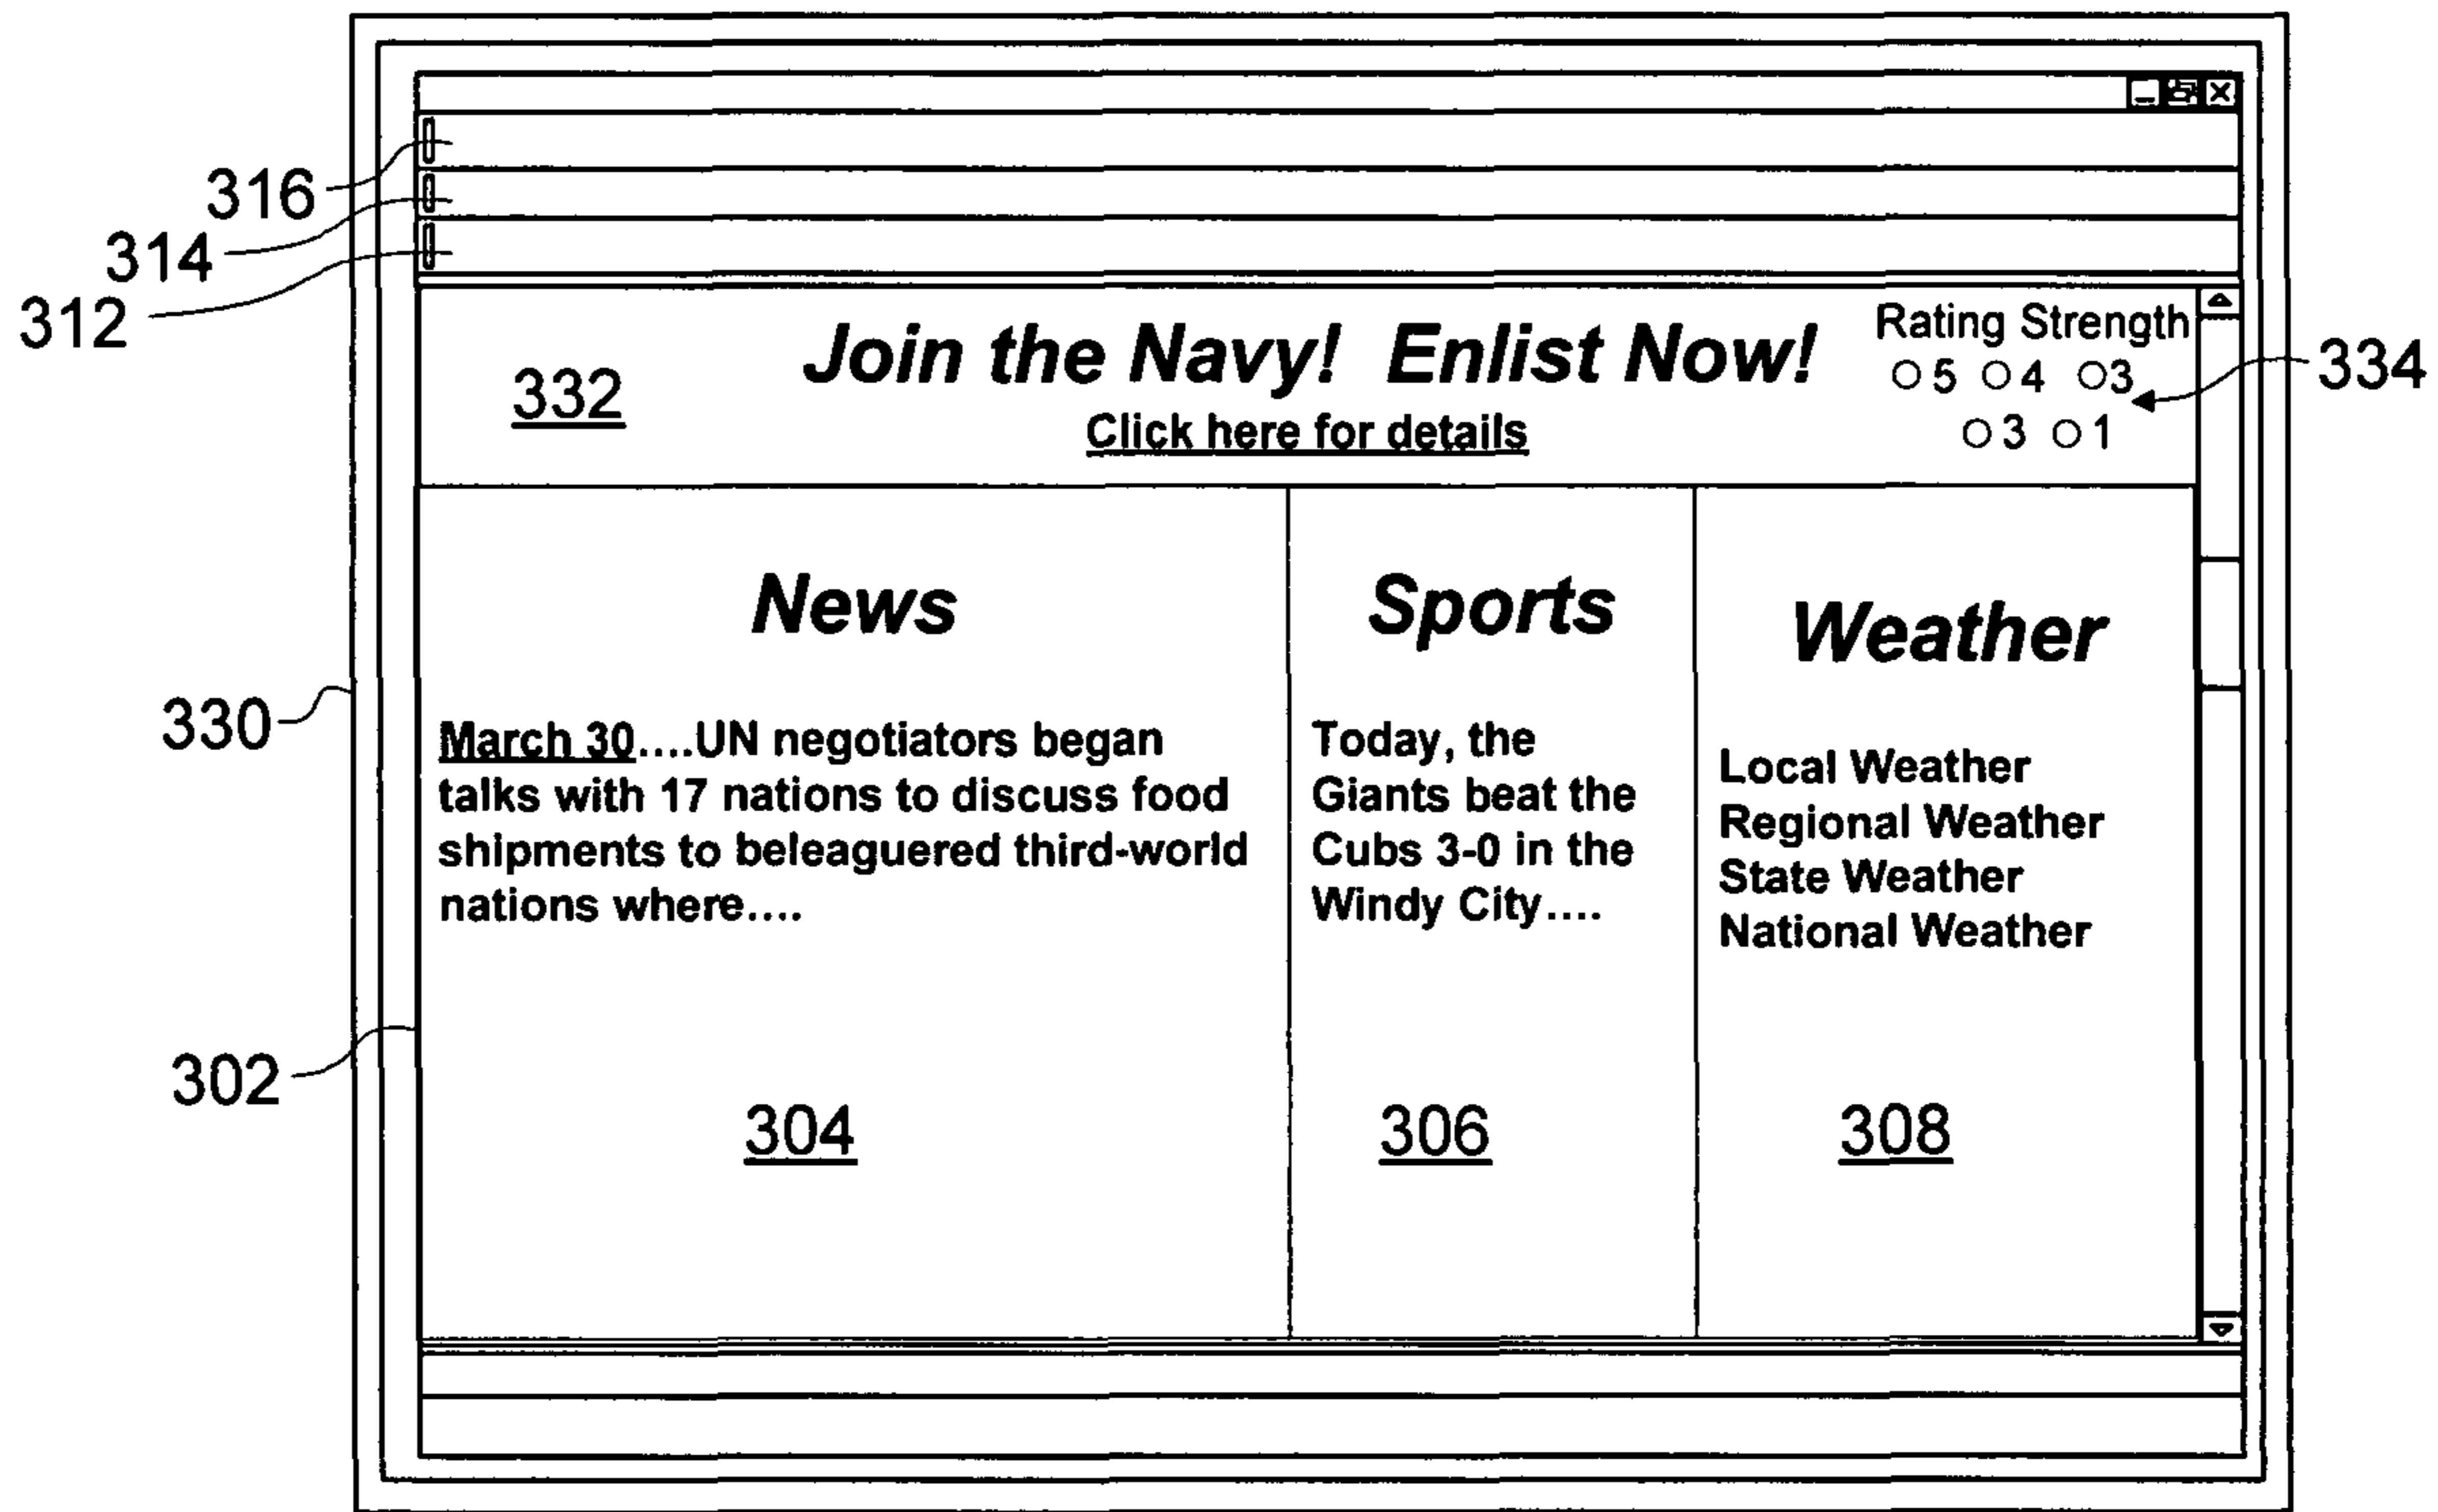 316
314
312
Join the Navy!  Enlist Now!
Click here for details
332
Rating Strength
5 4 3
3 1
334
News
March 30....UN negotiators began
talks with 17 nations to discuss food
shipments to beleaguered third-world
nations where....
304
Sports
Today, the
Giants beat the
Cubs 3-0 in the
Windy City....
306
Weather
Local Weather
Regional Weather
State Weather
National Weather
308
330
302